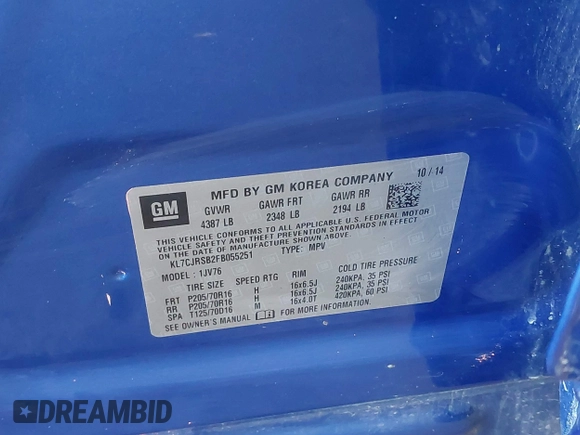 MFD BY GM KOREA COMPANY 10/14
GM GVWR GAWR FRT GAWR RR
4387 LB 2348 LB 2194 LB
THIS VEHICLE CONFORMS TO ALL APPLICABLE U.S. FEDERAL MOTOR
VEHICLE SAFETY, BUMPER, AND THEFT PREVENTION STANDARDS IN EFFECT
ON THE DATE OF MANUFACTURE SHOWN ABOVE.
KL7CJRSB2FB055251 TYPE: MPV
MODEL : 1JV76
TIRE SIZE SPEED RTG RIM COLD TIRE PRESSURE
FRT P205/70R16 H 16x6.5J 240KPA, 35 PSI
RR P205/70R16 H 16x6.5J 240KPA, 35 PSI
SPA T125/70D16 M 16x4.0T 420KPA, 60 PSI
SEE OWNER'S MANUAL FOR MORE INFORMATION.
DREAMBID